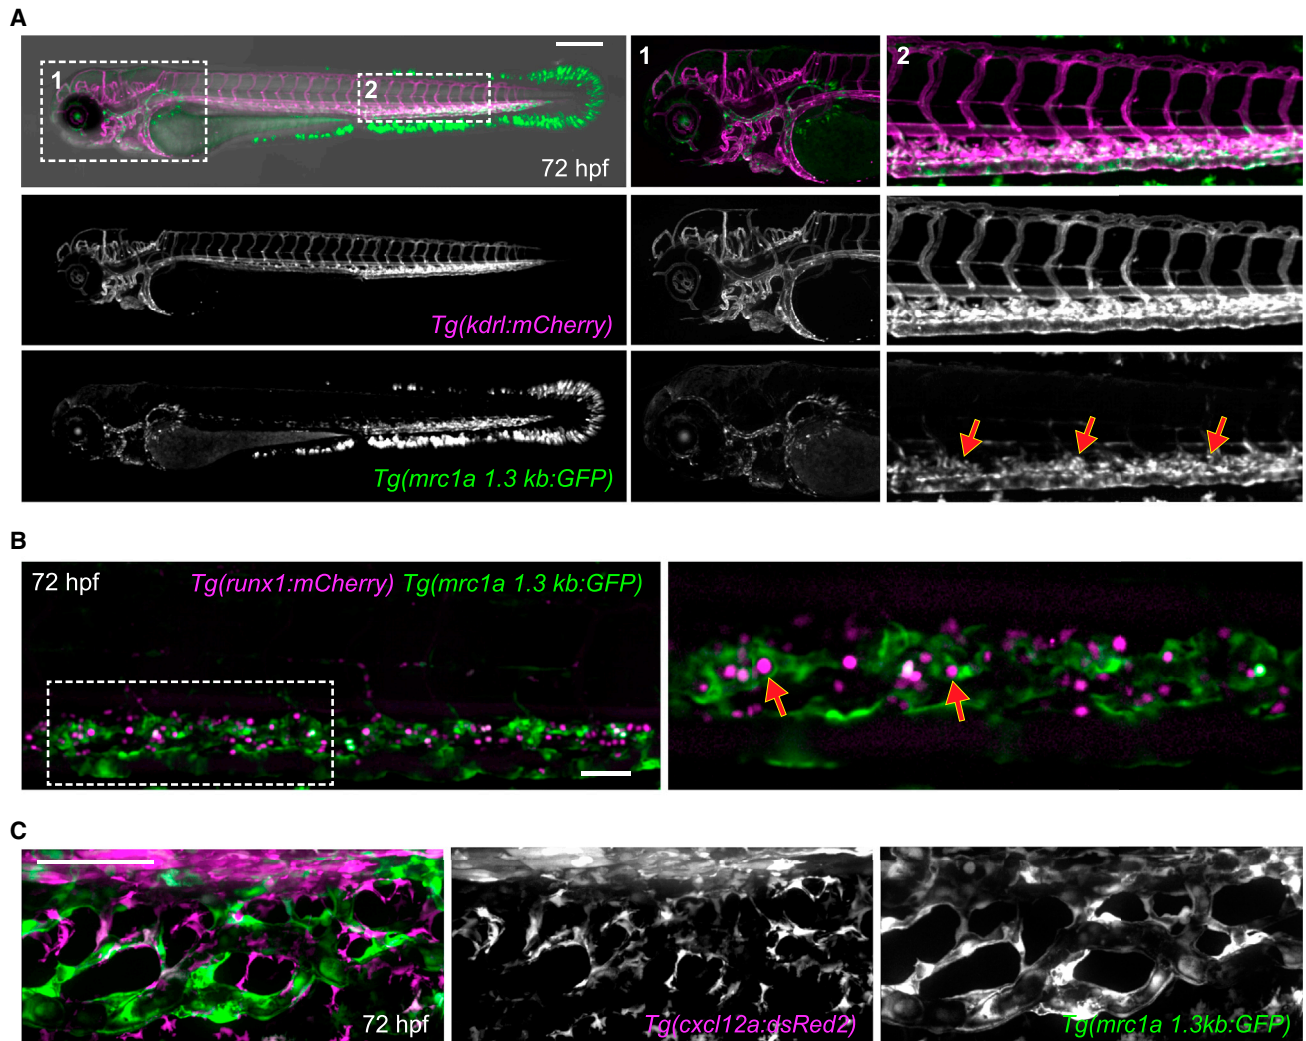 A
1
2
72 hpf
1
2
Tg(kdrl:mCherry)
Tg(mrc1a 1.3 kb:GFP)
B
72 hpf
Tg(runx1:mCherry) Tg(mrc1a 1.3 kb:GFP)
C
72 hpf
Tg(cxcl12a:dsRed2)
Tg(mrc1a 1.3kb:GFP)